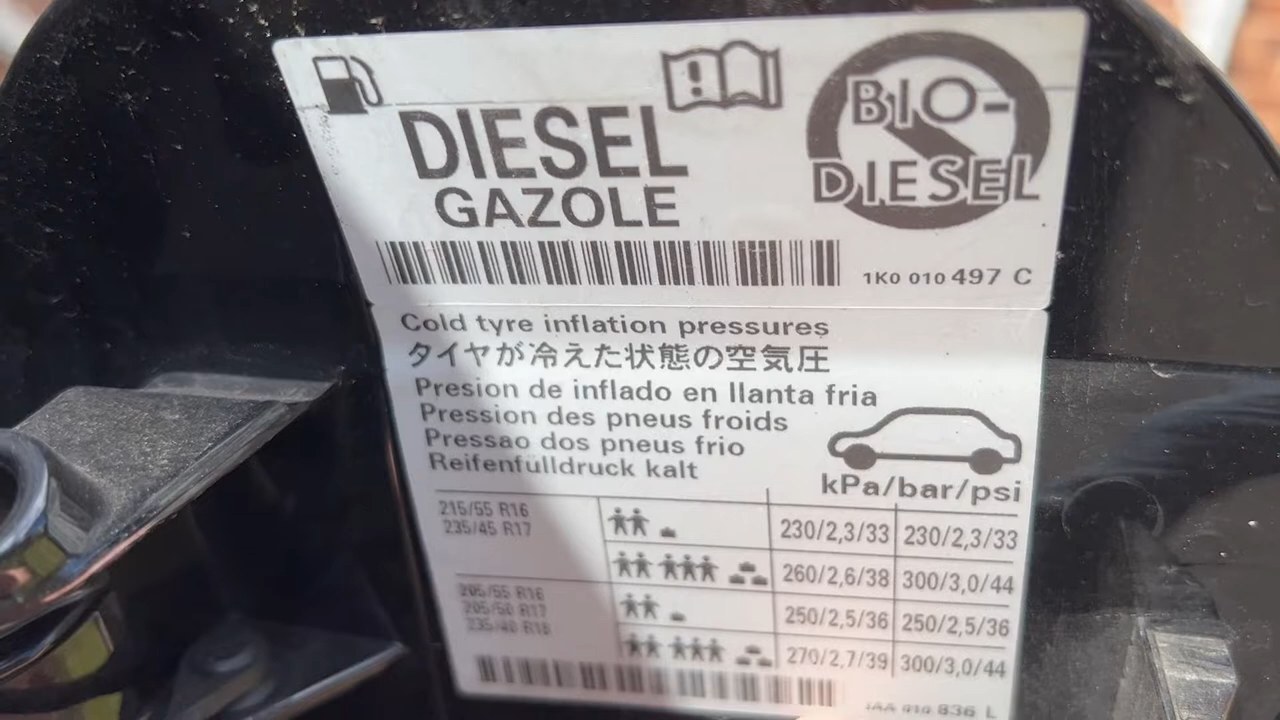 DIESEL
GAZOLE
BIO-
DIESEL
1K0 010 497 C
Cold tyre inflation pressures
タイヤが冷えた状態の空気圧
Presion de inflado en llanta fria
Pression des pneus froids
Pressao dos pneus frio
Reifenfülldruck kalt
kPa/bar/psi
215/55 R16
235/45 R17
230/2,3/33 230/2,3/33
260/2,6/38 300/3,0/44
205/55 R16
205/50 R17
235/40 R18
250/2,5/36 250/2,5/36
270/2,7/39 300/3,0/44
010 836 L